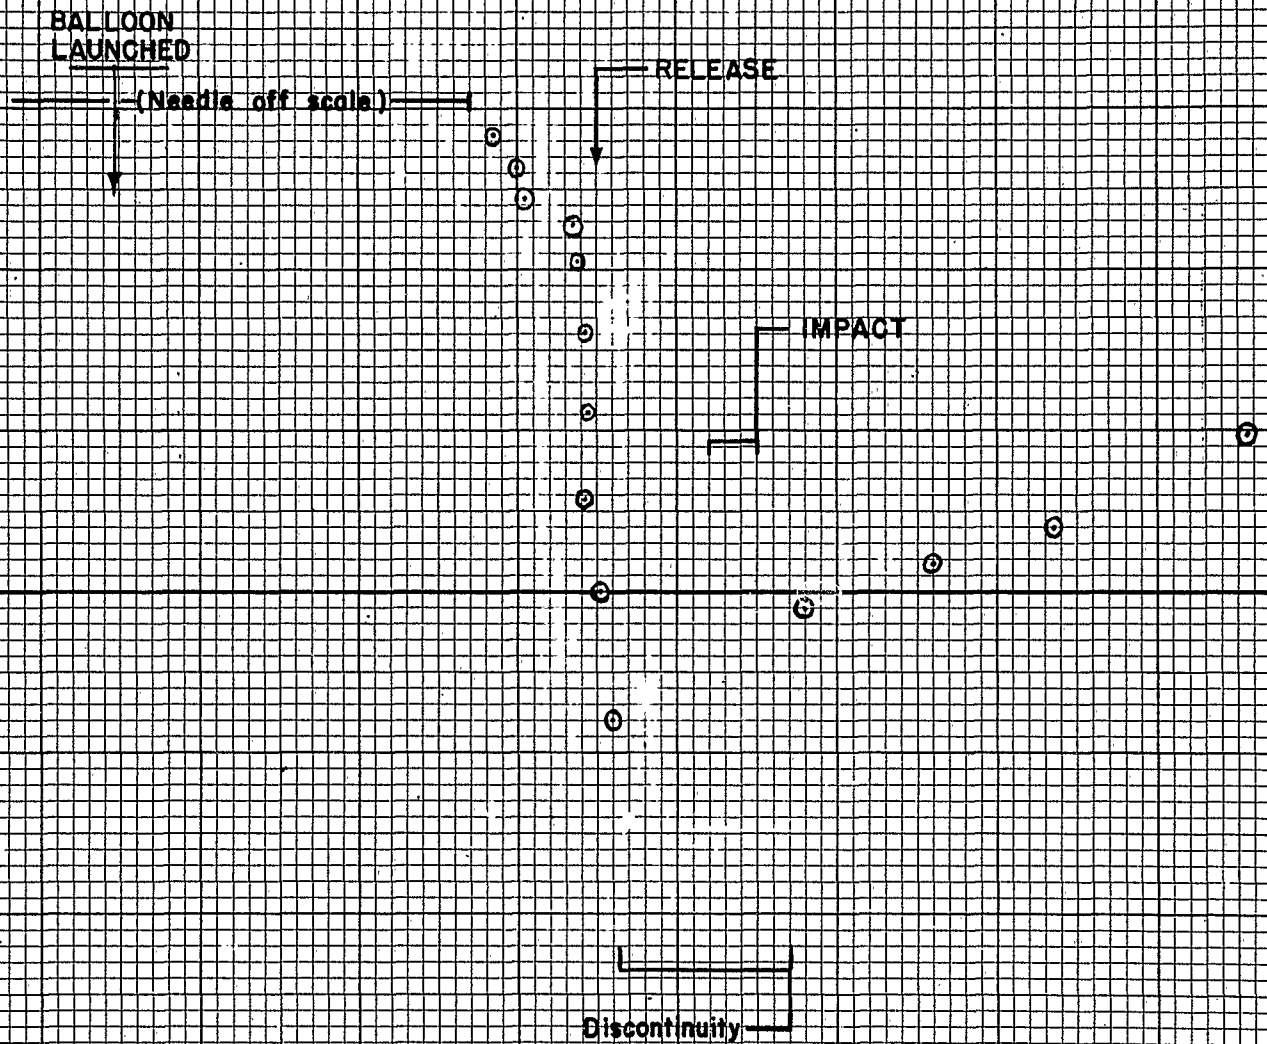 BALLOON
LAUNCHED
RELEASE
(Needle off scale)
IMPACT
Discontinuity